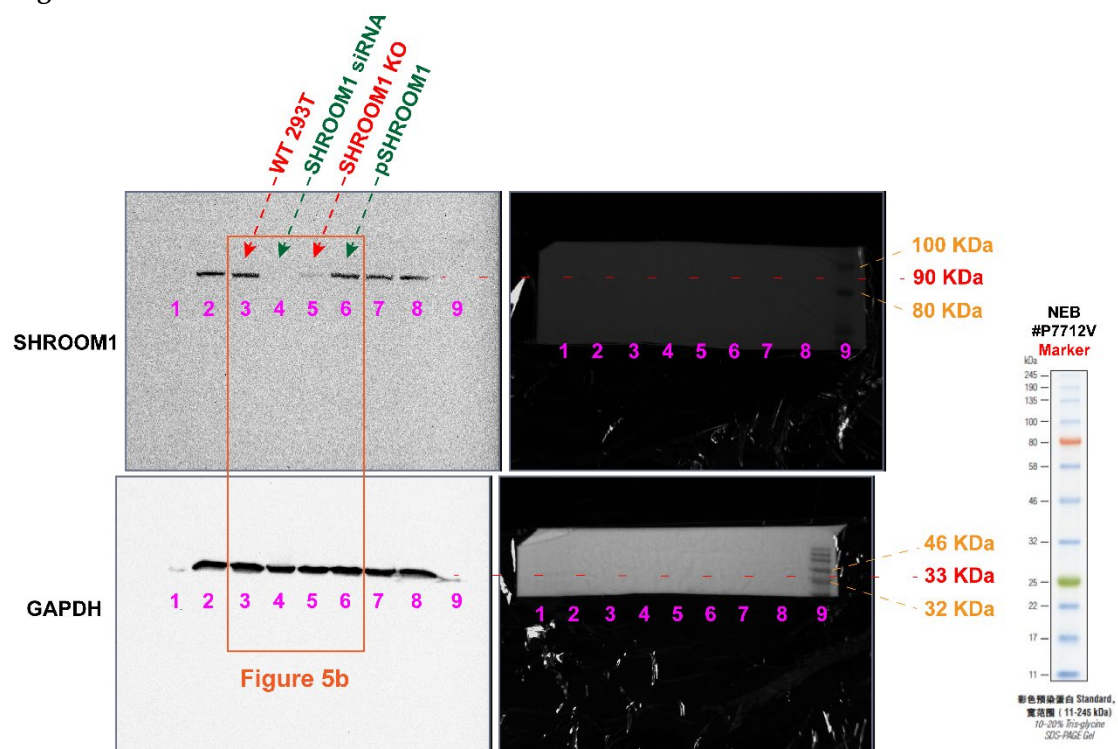 WT 293T
SHROOM1 siRNA
SHROOM1 KO
pSHROOM1
1 2 3 4 5 6 7 8 9
SHROOM1
1 2 3 4 5 6 7 8 9
100 KDa
90 KDa
80 KDa
1 2 3 4 5 6 7 8 9
GAPDH
Figure 5b
1 2 3 4 5 6 7 8 9
46 KDa
33 KDa
32 KDa
NEB
#P7712V
Marker
kDa
245
190
135
100
80
58
46
32
25
22
17
11
彩色预染蛋白 Standard,
宽范围 ( 11-245 kDa)
10-20% Tris-glycine
SDS-PAGE Gel